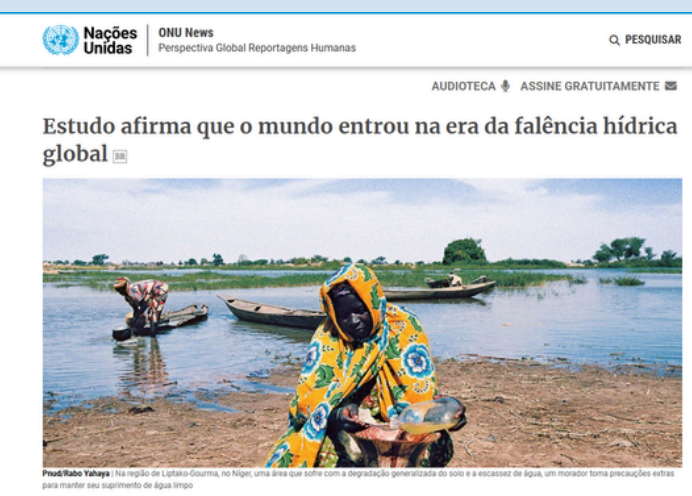 Nações
Unidas
ONU News
Perspectiva Global Reportagens Humanas
PESQUISAR
AUDIOTECA ASSINE GRATUITAMENTE
Estudo afirma que o mundo entrou na era da falência hídrica
global BR
Pnud/Rabo Yahaya | Na região de Liptako-Gourma, no Níger, uma área que sofre com a degradação generalizada do solo e a escassez de água, um morador toma precauções extras
para manter seu suprimento de água limpo